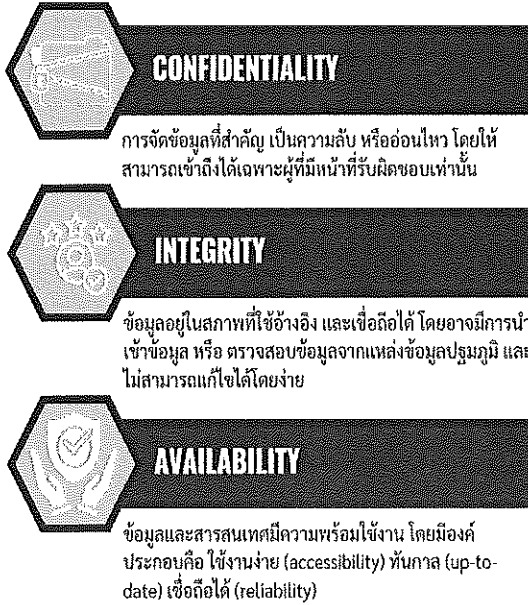 CONFIDENTIALITY
การจัดข้อมูลที่สำคัญ เป็นความลับ หรืออ่อนไหว โดยให้
สามารถเข้าถึงได้เฉพาะผู้ที่มีหน้าที่รับผิดชอบเท่านั้น
INTEGRITY
ข้อมูลอยู่ในสภาพที่ใช้อ้างอิง และเชื่อถือได้ โดยอาจมีการนำ
เข้าข้อมูล หรือ ตรวจสอบข้อมูลจากแหล่งข้อมูลปฐมภูมิ และ
ไม่สามารถแก้ไขได้โดยง่าย
AVAILABILITY
ข้อมูลและสารสนเทศมีความพร้อมใช้งาน โดยมีองค์
ประกอบคือ ใช้งานง่าย (accessibility) ทันกาล (up-to-
date) เชื่อถือได้ (reliability)